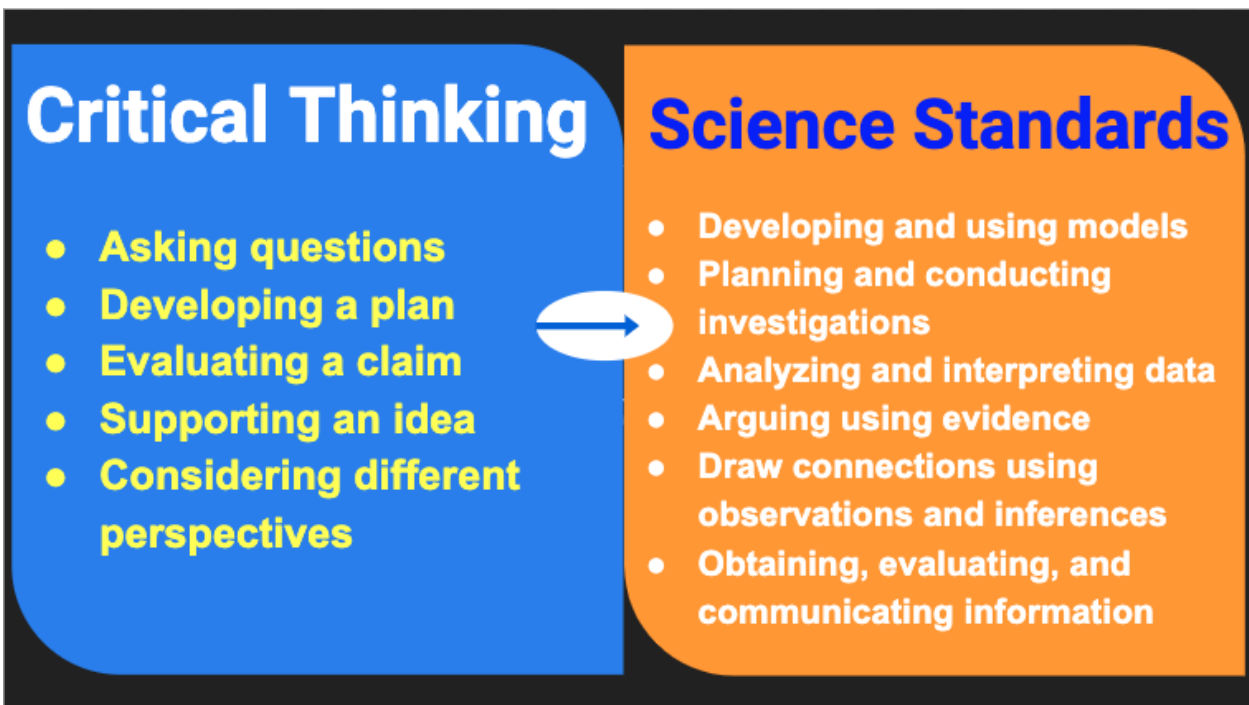 Critical Thinking
● Asking questions
● Developing a plan
● Evaluating a claim
● Supporting an idea
● Considering different
perspectives
Science Standards
● Developing and using models
● Planning and conducting
investigations
● Analyzing and interpreting data
● Arguing using evidence
● Draw connections using
observations and inferences
● Obtaining, evaluating, and
communicating information